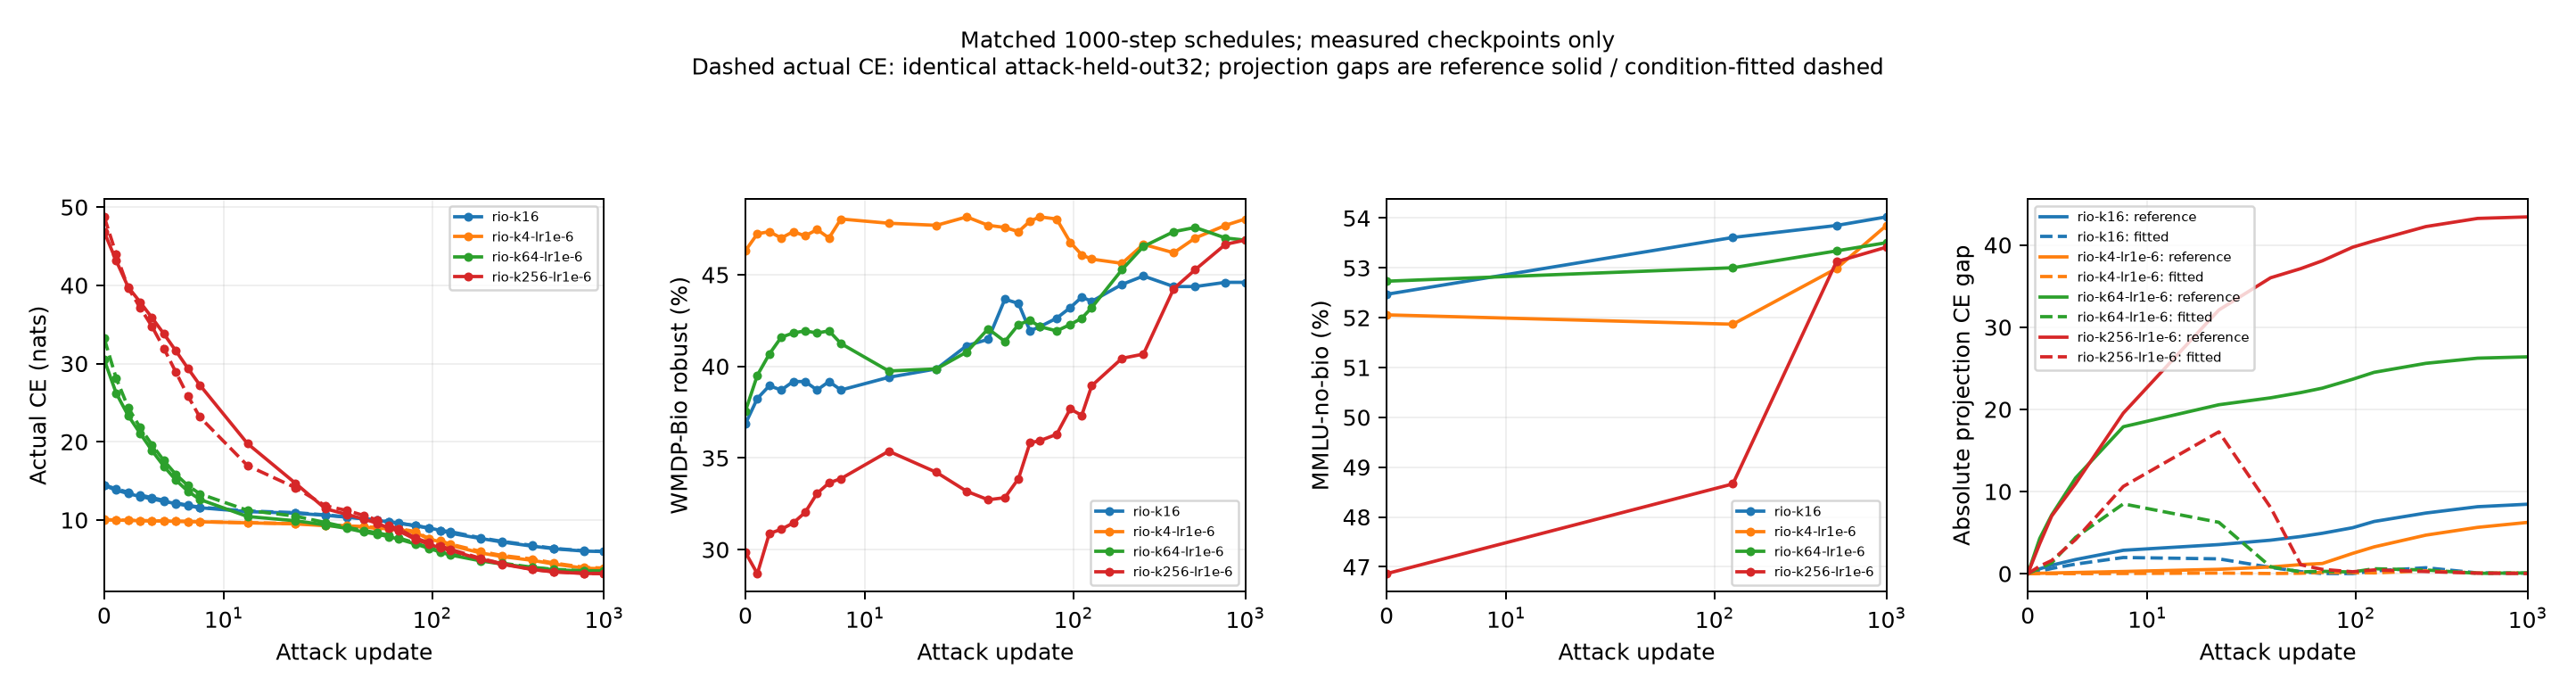 Matched 1000-step schedules; measured checkpoints only
Dashed actual CE: identical attack-held-out32; projection gaps are reference solid / condition-fitted dashed
Actual CE (nats)
50
40
30
20
10
0
10¹
10²
10³
Attack update
rio-k16
rio-k4-lr1e-6
rio-k64-lr1e-6
rio-k256-lr1e-6
WMDP-Bio robust (%)
45
40
35
30
0
10¹
10²
10³
Attack update
rio-k16
rio-k4-lr1e-6
rio-k64-lr1e-6
rio-k256-lr1e-6
MMLU-no-bio (%)
54
53
52
51
50
49
48
47
0
10¹
10²
10³
Attack update
rio-k16
rio-k4-lr1e-6
rio-k64-lr1e-6
rio-k256-lr1e-6
Absolute projection CE gap
40
30
20
10
0
0
10¹
10²
10³
Attack update
rio-k16: reference
rio-k16: fitted
rio-k4-lr1e-6: reference
rio-k4-lr1e-6: fitted
rio-k64-lr1e-6: reference
rio-k64-lr1e-6: fitted
rio-k256-lr1e-6: reference
rio-k256-lr1e-6: fitted